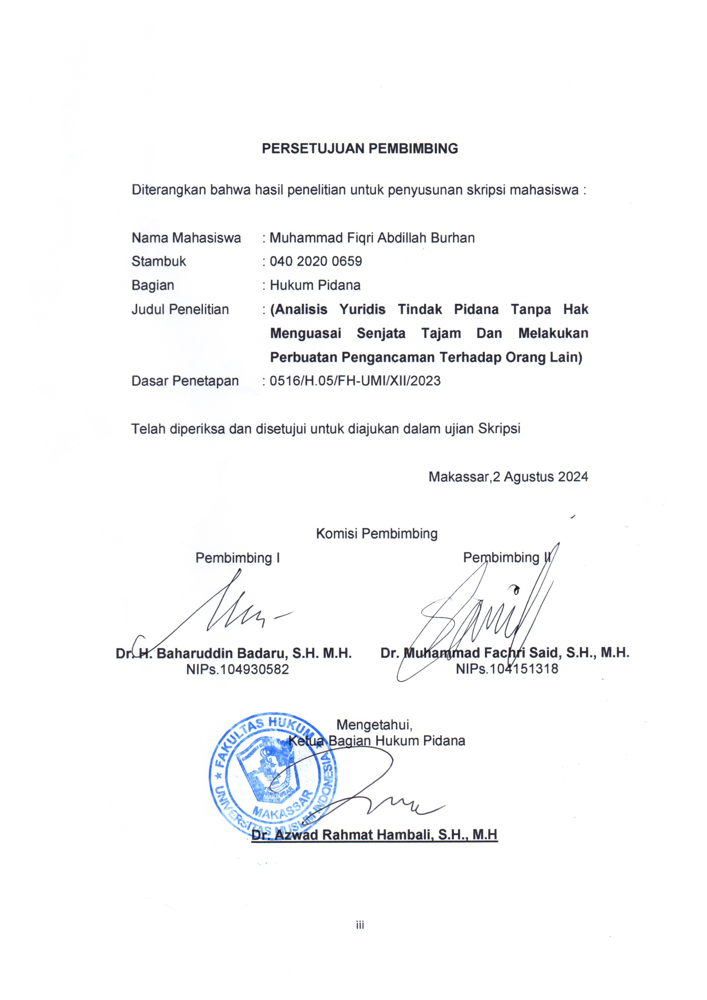 PERSETUJUAN PEMBIMBING
Diterangkan bahwa hasil penelitian untuk penyusunan skripsi mahasiswa :
Nama Mahasiswa : Muhammad Fiqri Abdillah Burhan
Stambuk : 040 2020 0659
Bagian : Hukum Pidana
Judul Penelitian : (Analisis Yuridis Tindak Pidana Tanpa Hak
Menguasai Senjata Tajam Dan Melakukan
Perbuatan Pengancaman Terhadap Orang Lain)
Dasar Penetapan : 0516/H.05/FH-UMI/XII/2023
Telah diperiksa dan disetujui untuk diajukan dalam ujian Skripsi
Makassar,2 Agustus 2024
Komisi Pembimbing
Pembimbing I Pembimbing II
Dr. H. Baharuddin Badaru, S.H. M.H. Dr. Muhammad Fachri Said, S.H., M.H.
NIPs.104930582 NIPs.104151318
Mengetahui,
Ketua Bagian Hukum Pidana
★ FAKULTAS HUKUM ★
UNIVERSITAS MUSLIM INDONESIA
MAKASSAR
Dr. Azwad Rahmat Hambali, S.H., M.H
iii